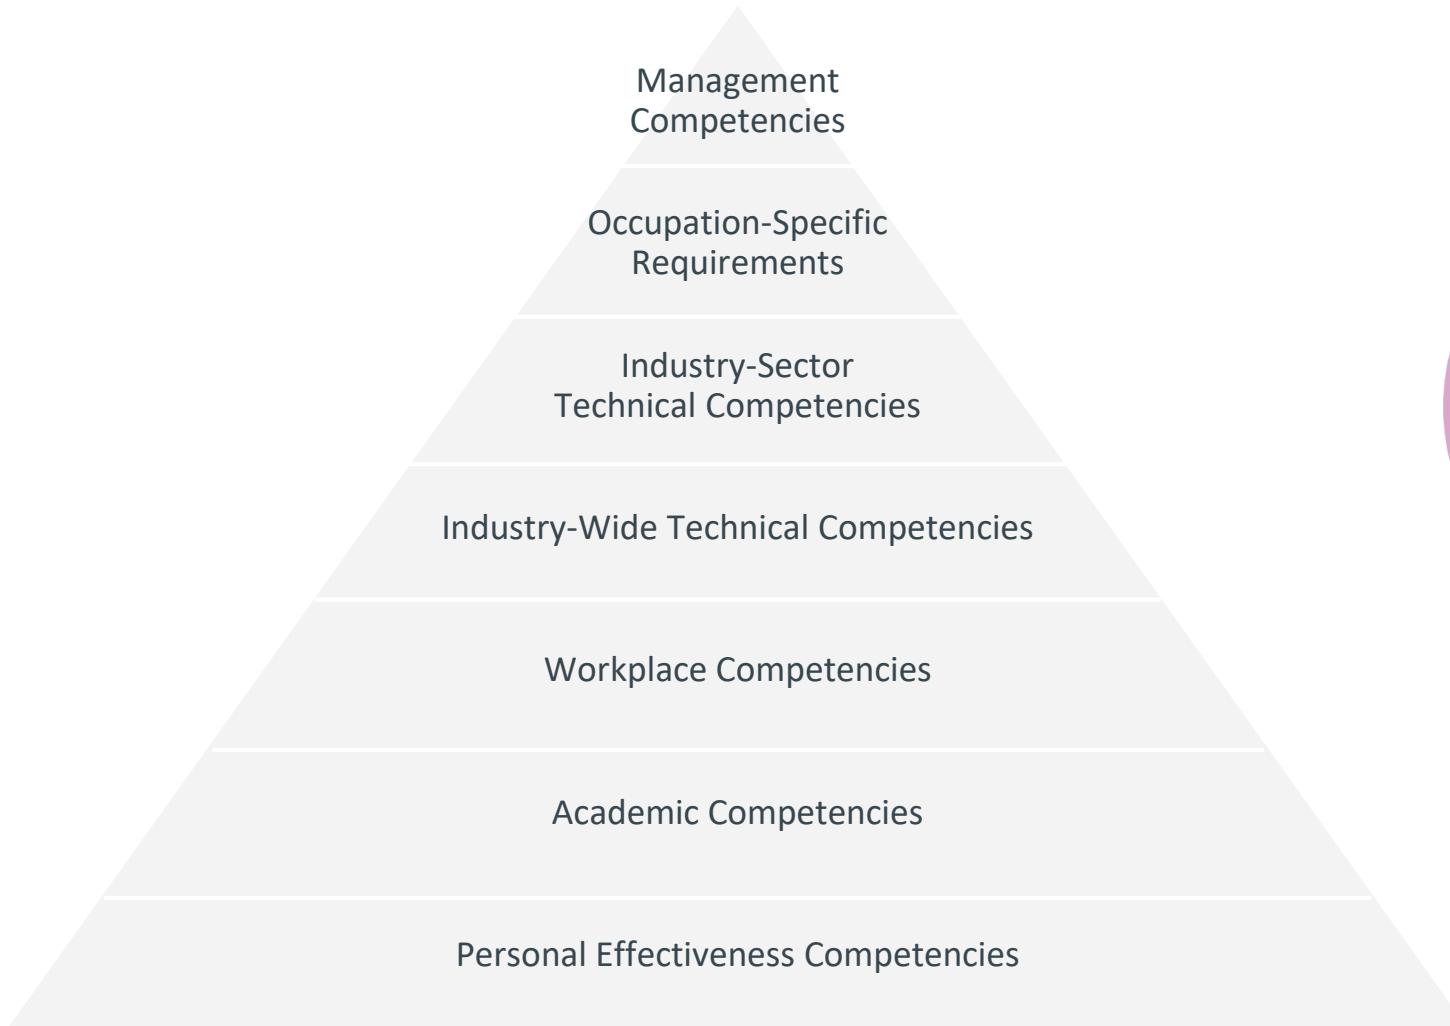 Management
Competencies
Occupation-Specific
Requirements
Industry-Sector
Technical Competencies
Industry-Wide Technical Competencies
Workplace Competencies
Academic Competencies
Personal Effectiveness Competencies